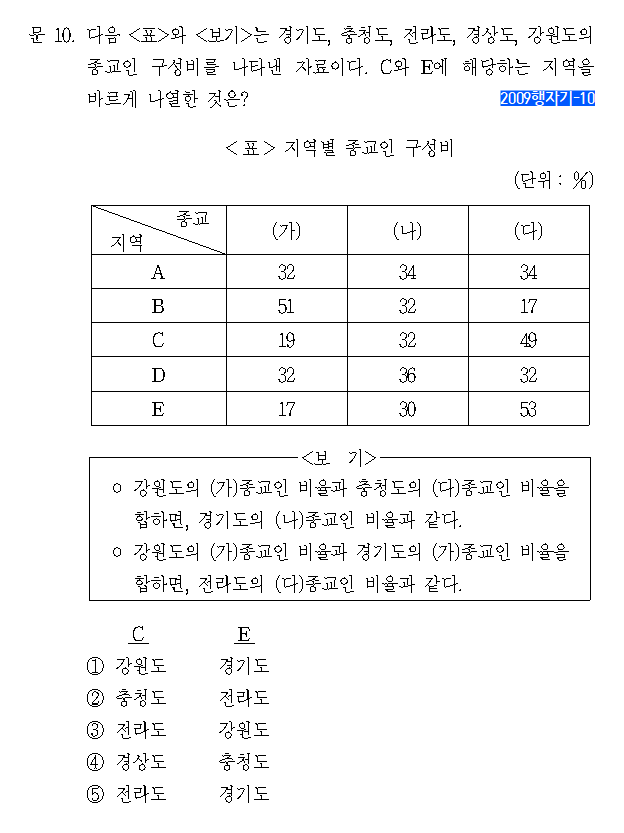 문 10. 다음 <표>와 <보기>는 경기도, 충청도, 전라도, 경상도, 강원도의
종교인 구성비를 나타낸 자료이다. C와 E에 해당하는 지역을
바르게 나열한 것은?
2009행자기-10
<표> 지역별 종교인 구성비
(단위 : %)
종교
지역
(가) (나) (다)
A 32 34 34
B 51 32 17
C 19 32 49
D 32 36 32
E 17 30 53
<보 기>
○ 강원도의 (가)종교인 비율과 충청도의 (다)종교인 비율을
합하면, 경기도의 (나)종교인 비율과 같다.
○ 강원도의 (가)종교인 비율과 경기도의 (가)종교인 비율을
합하면, 전라도의 (다)종교인 비율과 같다.
C E
① 강원도 경기도
② 충청도 전라도
③ 전라도 강원도
④ 경상도 충청도
⑤ 전라도 경기도